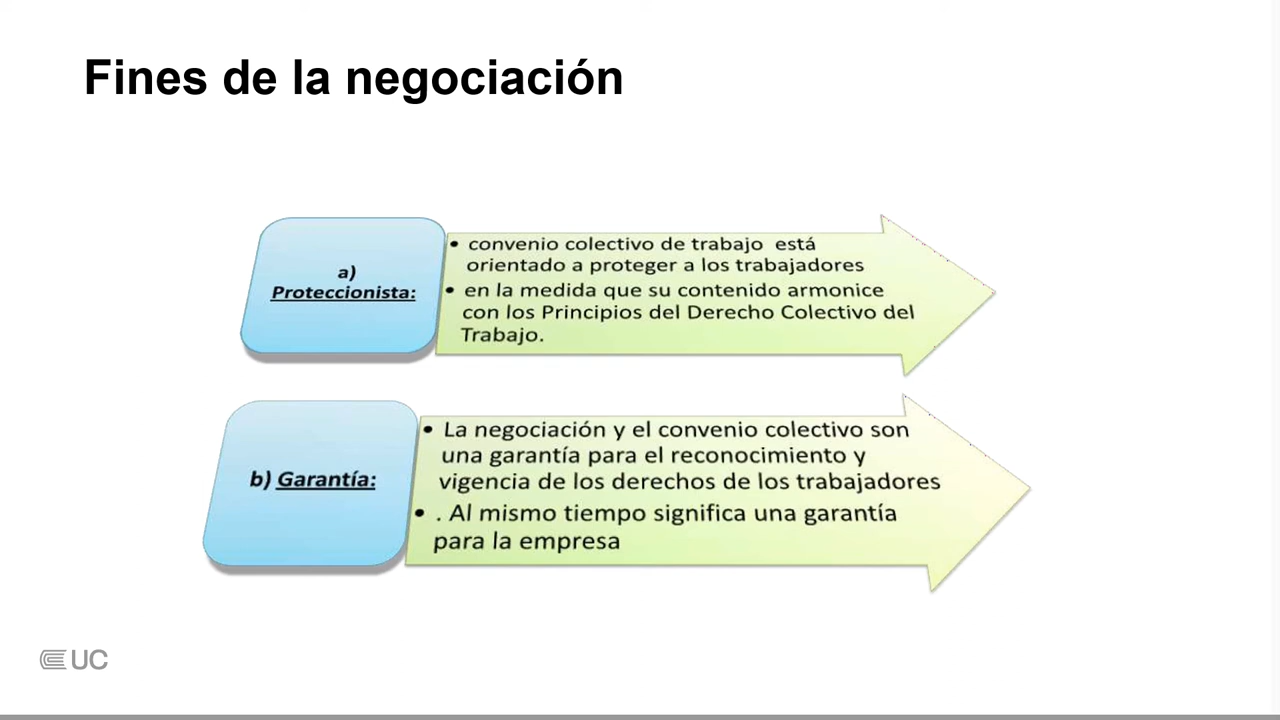 Fines de la negociación
a)
Proteccionista:
• convenio colectivo de trabajo  está
orientado a proteger a los trabajadores
• en la medida que su contenido armonice
con los Principios del Derecho Colectivo del
Trabajo.
b) Garantía:
• La negociación y el convenio colectivo son
una garantía para el reconocimiento y
vigencia de los derechos de los trabajadores
• . Al mismo tiempo significa una garantía
para la empresa
UC